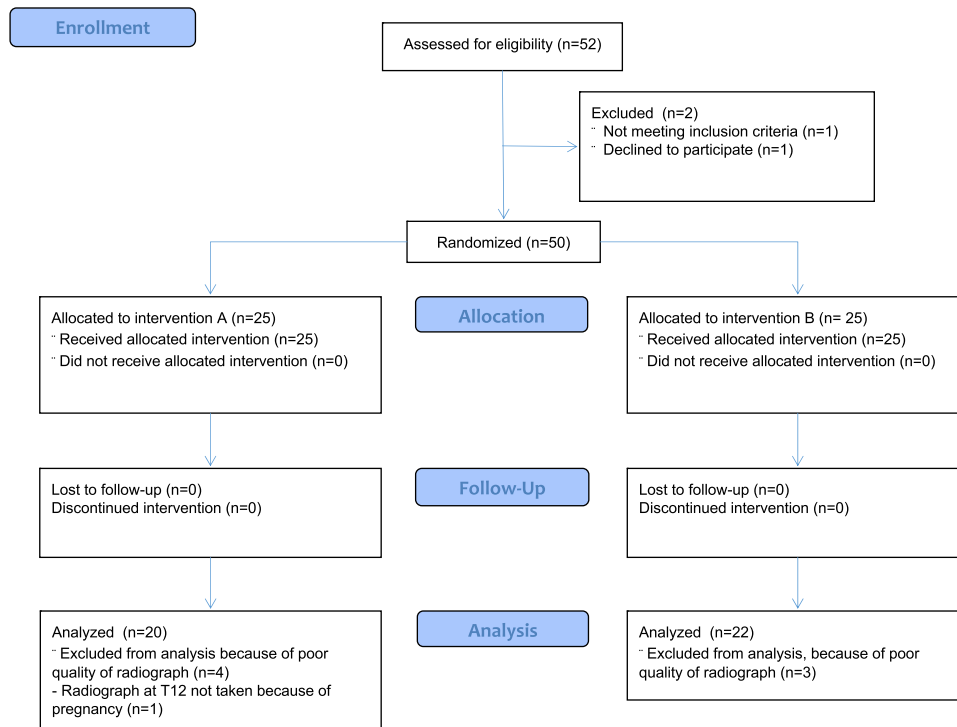 Enrollment
Assessed for eligibility (n=52)
Excluded (n=2)
¨ Not meeting inclusion criteria (n=1)
¨ Declined to participate (n=1)
Randomized (n=50)
Allocation
Allocated to intervention A (n=25)
¨ Received allocated intervention (n=25)
¨ Did not receive allocated intervention (n=0)
Allocated to intervention B (n= 25)
¨ Received allocated intervention (n=25)
¨ Did not receive allocated intervention (n=0)
Follow-Up
Lost to follow-up (n=0)
Discontinued intervention (n=0)
Lost to follow-up (n=0)
Discontinued intervention (n=0)
Analysis
Analyzed (n=20)
¨ Excluded from analysis because of poor
quality of radiograph (n=4)
- Radiograph at T12 not taken because of
pregnancy (n=1)
Analyzed (n=22)
¨ Excluded from analysis, because of poor
quality of radiograph (n=3)